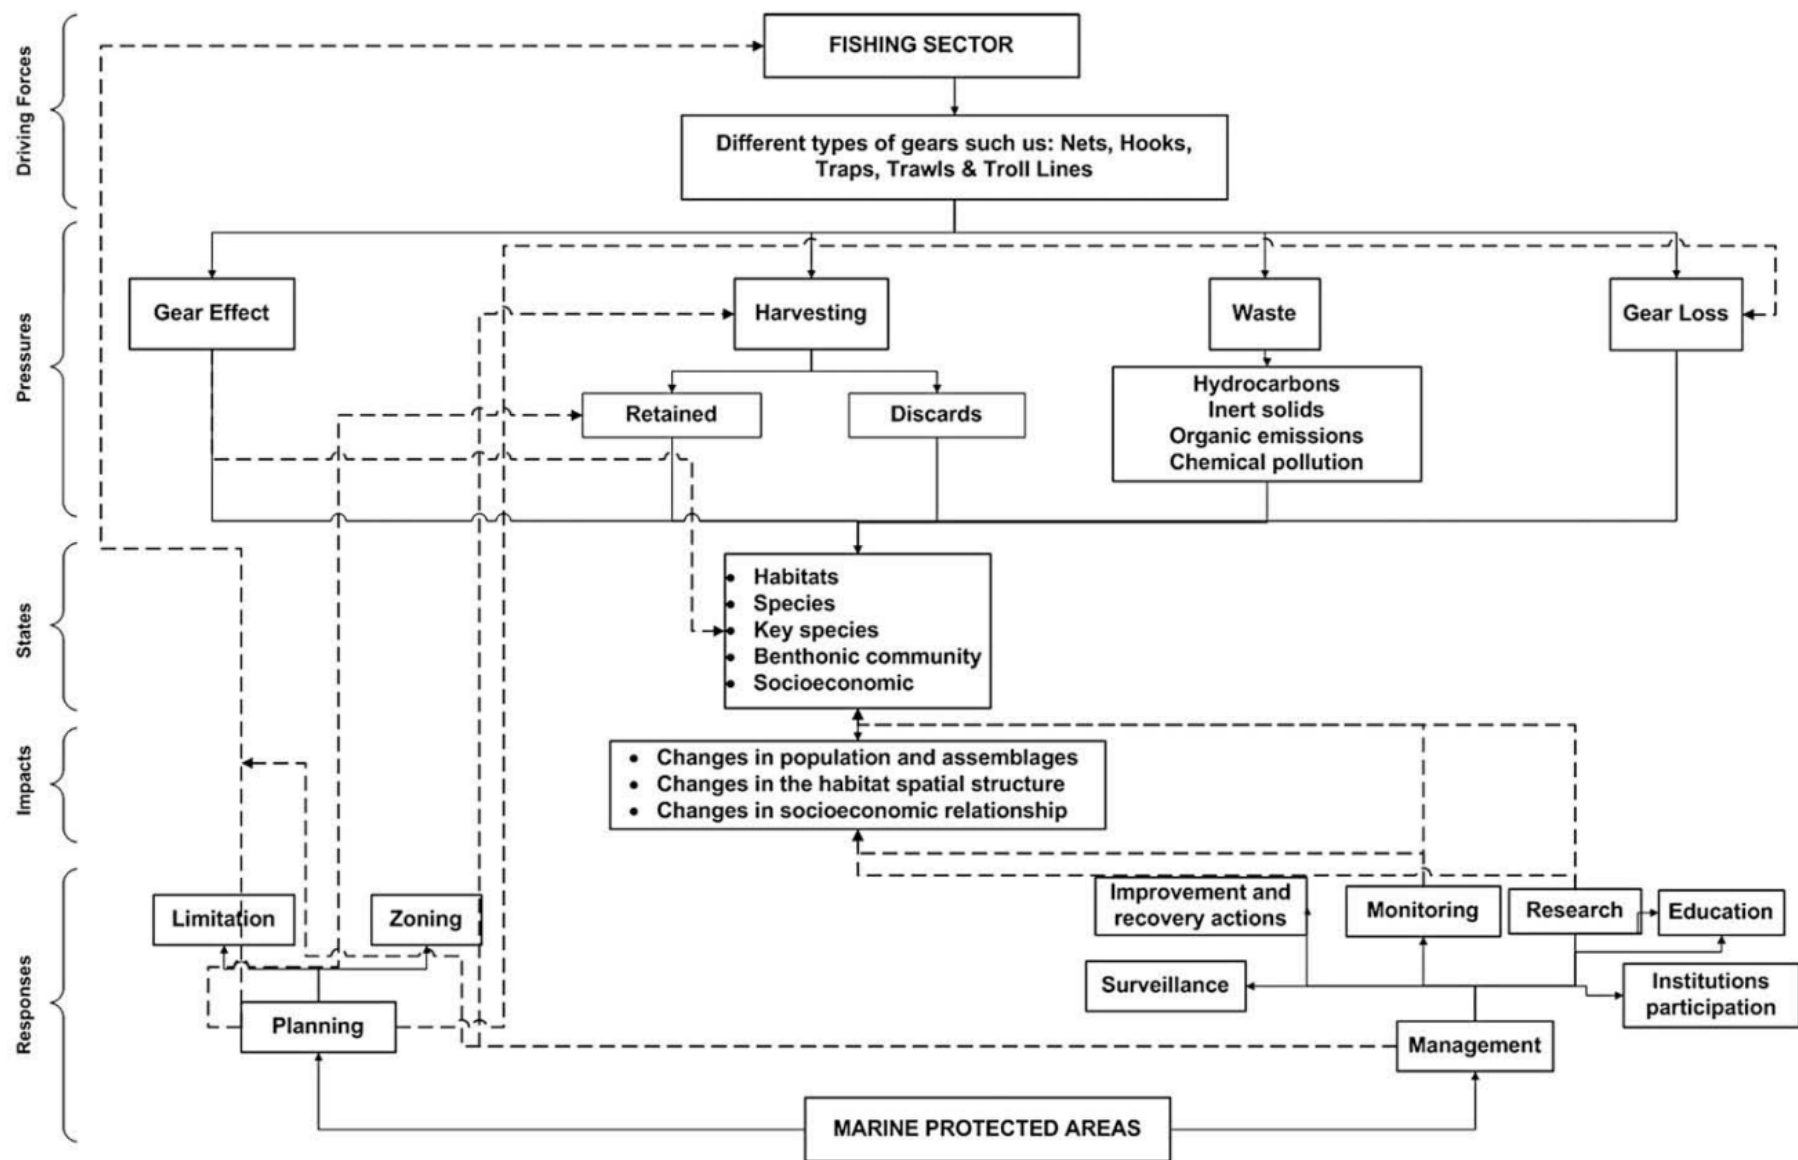 Driving Forces
FISHING SECTOR
Different types of gears such us: Nets, Hooks,
Traps, Trawls & Troll Lines
Pressures
Gear Effect
Harvesting
Waste
Gear Loss
Retained
Discards
Hydrocarbons
Inert solids
Organic emissions
Chemical pollution
States
• Habitats
• Species
• Key species
• Benthonic community
• Socioeconomic
Impacts
• Changes in population and assemblages
• Changes in the habitat spatial structure
• Changes in socioeconomic relationship
Responses
Limitation
Zoning
Improvement and
recovery actions
Monitoring
Research
Education
Surveillance
Institutions
participation
Planning
Management
MARINE PROTECTED AREAS